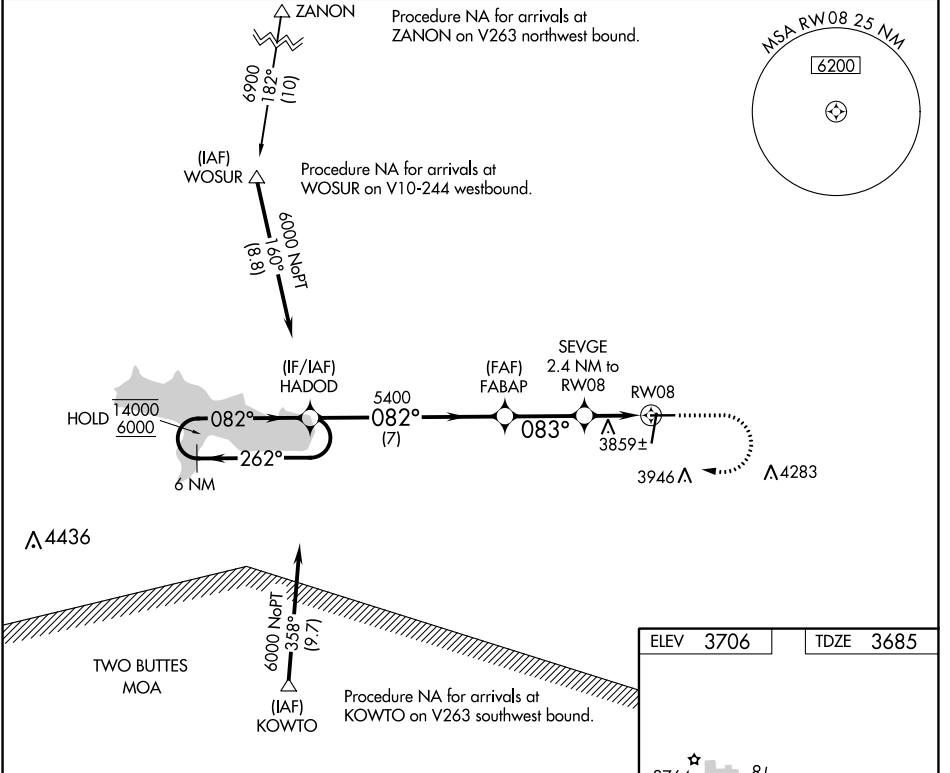 ZANON
Procedure NA for arrivals at
ZANON on V263 northwest bound.
MSA RW08 25 NM
6200
6900
182°
(10)
(IAF)
WOSUR
Procedure NA for arrivals at
WOSUR on V10-244 westbound.
6000 NoPT
160°
(8.8)
(IF/IAF)
HADOD
(FAF)
FABAP
SEVGE
2.4 NM to
RW08
RW08
HOLD
14000
6000
082°
5400
082°
(7)
083°
3859±
262°
6 NM
3946
4283
4436
6000 NoPT
358°
(9.7)
TWO BUTTES
MOA
(IAF)
KOWTO
Procedure NA for arrivals at
KOWTO on V263 southwest bound.
ELEV 3706
TDZE 3685